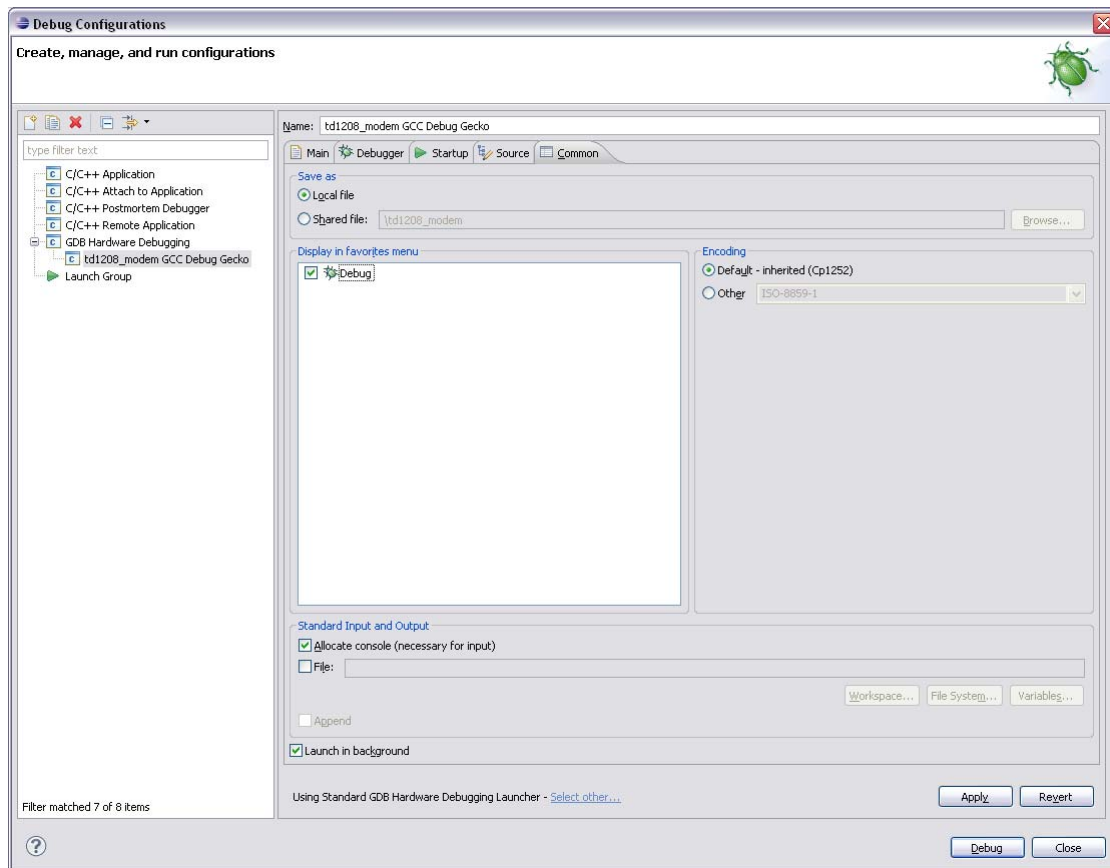 Debug Configurations
Create, manage, and run configurations
type filter text
C/C++ Application
C/C++ Attach to Application
C/C++ Postmortem Debugger
C/C++ Remote Application
GDB Hardware Debugging
td1208_modem GCC Debug Gecko
Launch Group
Filter matched 7 of 8 items
Name: td1208_modem GCC Debug Gecko
Main Debugger Startup Source Common
Save as
Local file
Shared file: \td1208_modem Browse...
Display in favorites menu
Debug
Encoding
Default - inherited (Cp1252)
Other ISO-8859-1
Standard Input and Output
Allocate console (necessary for input)
File:
Workspace... File System... Variables...
Append
Launch in background
Using Standard GDB Hardware Debugging Launcher - Select other...
Apply Revert
Debug Close